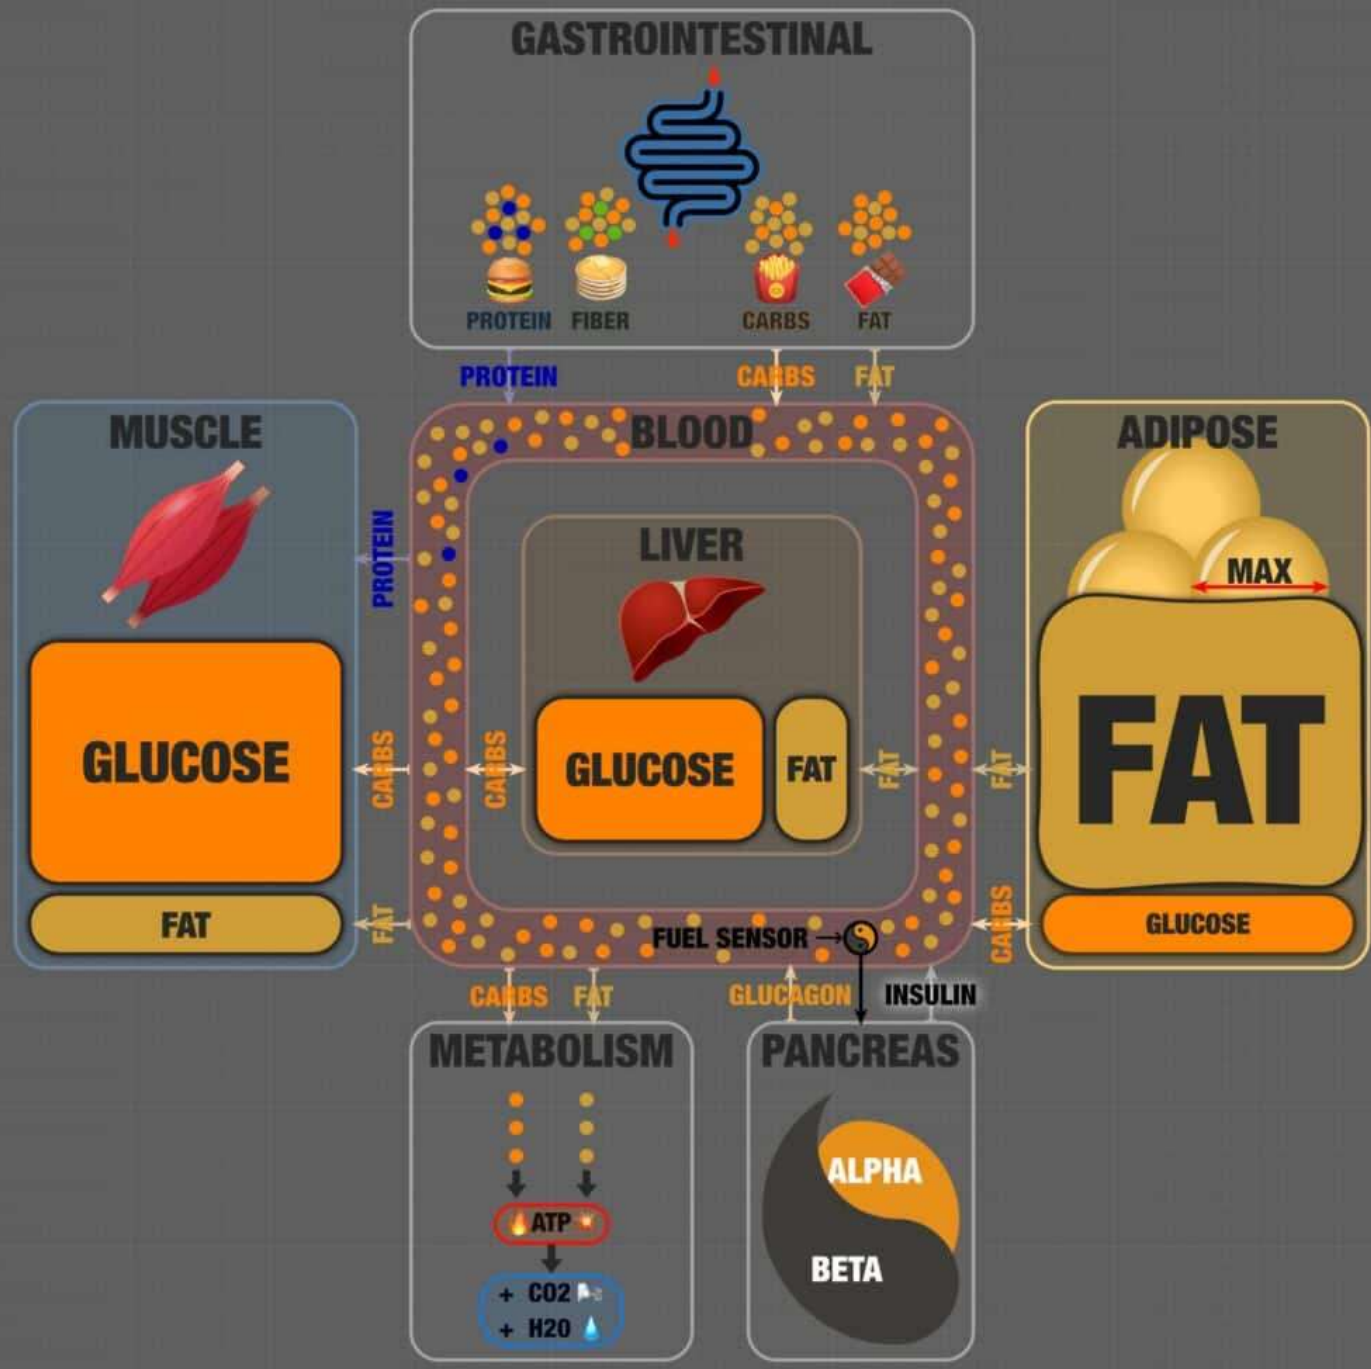 GASTROINTESTINAL
PROTEIN
FIBER
CARBS
FAT
PROTEIN
CARBS
FAT
MUSCLE
PROTEIN
GLUCOSE
CARBS
FAT
FAT
BLOOD
LIVER
CARBS
GLUCOSE
FAT
FAT
ADIPOSE
MAX
FAT
FAT
CARBS
GLUCOSE
FUEL SENSOR
CARBS
FAT
GLUCAGON
INSULIN
METABOLISM
ATP
+ CO2
+ H20
PANCREAS
ALPHA
BETA